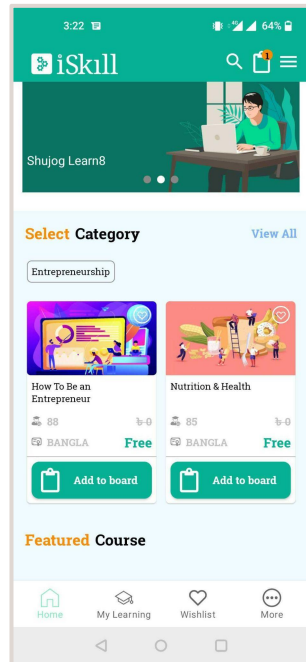 3:22
4G
64%
iSkill
1
Shujog Learn8
Select Category
View All
Entrepreneurship
How To Be an
Entrepreneur
88
৳ 0
BANGLA
Free
Add to board
Nutrition & Health
85
৳ 0
BANGLA
Free
Add to board
Featured Course
Home
My Learning
Wishlist
More